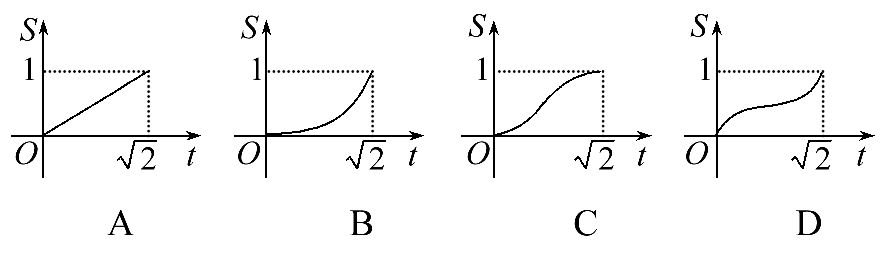 S S S S
1 1 1 1
O √2 t O √2 t O √2 t O √2 t
A B C D